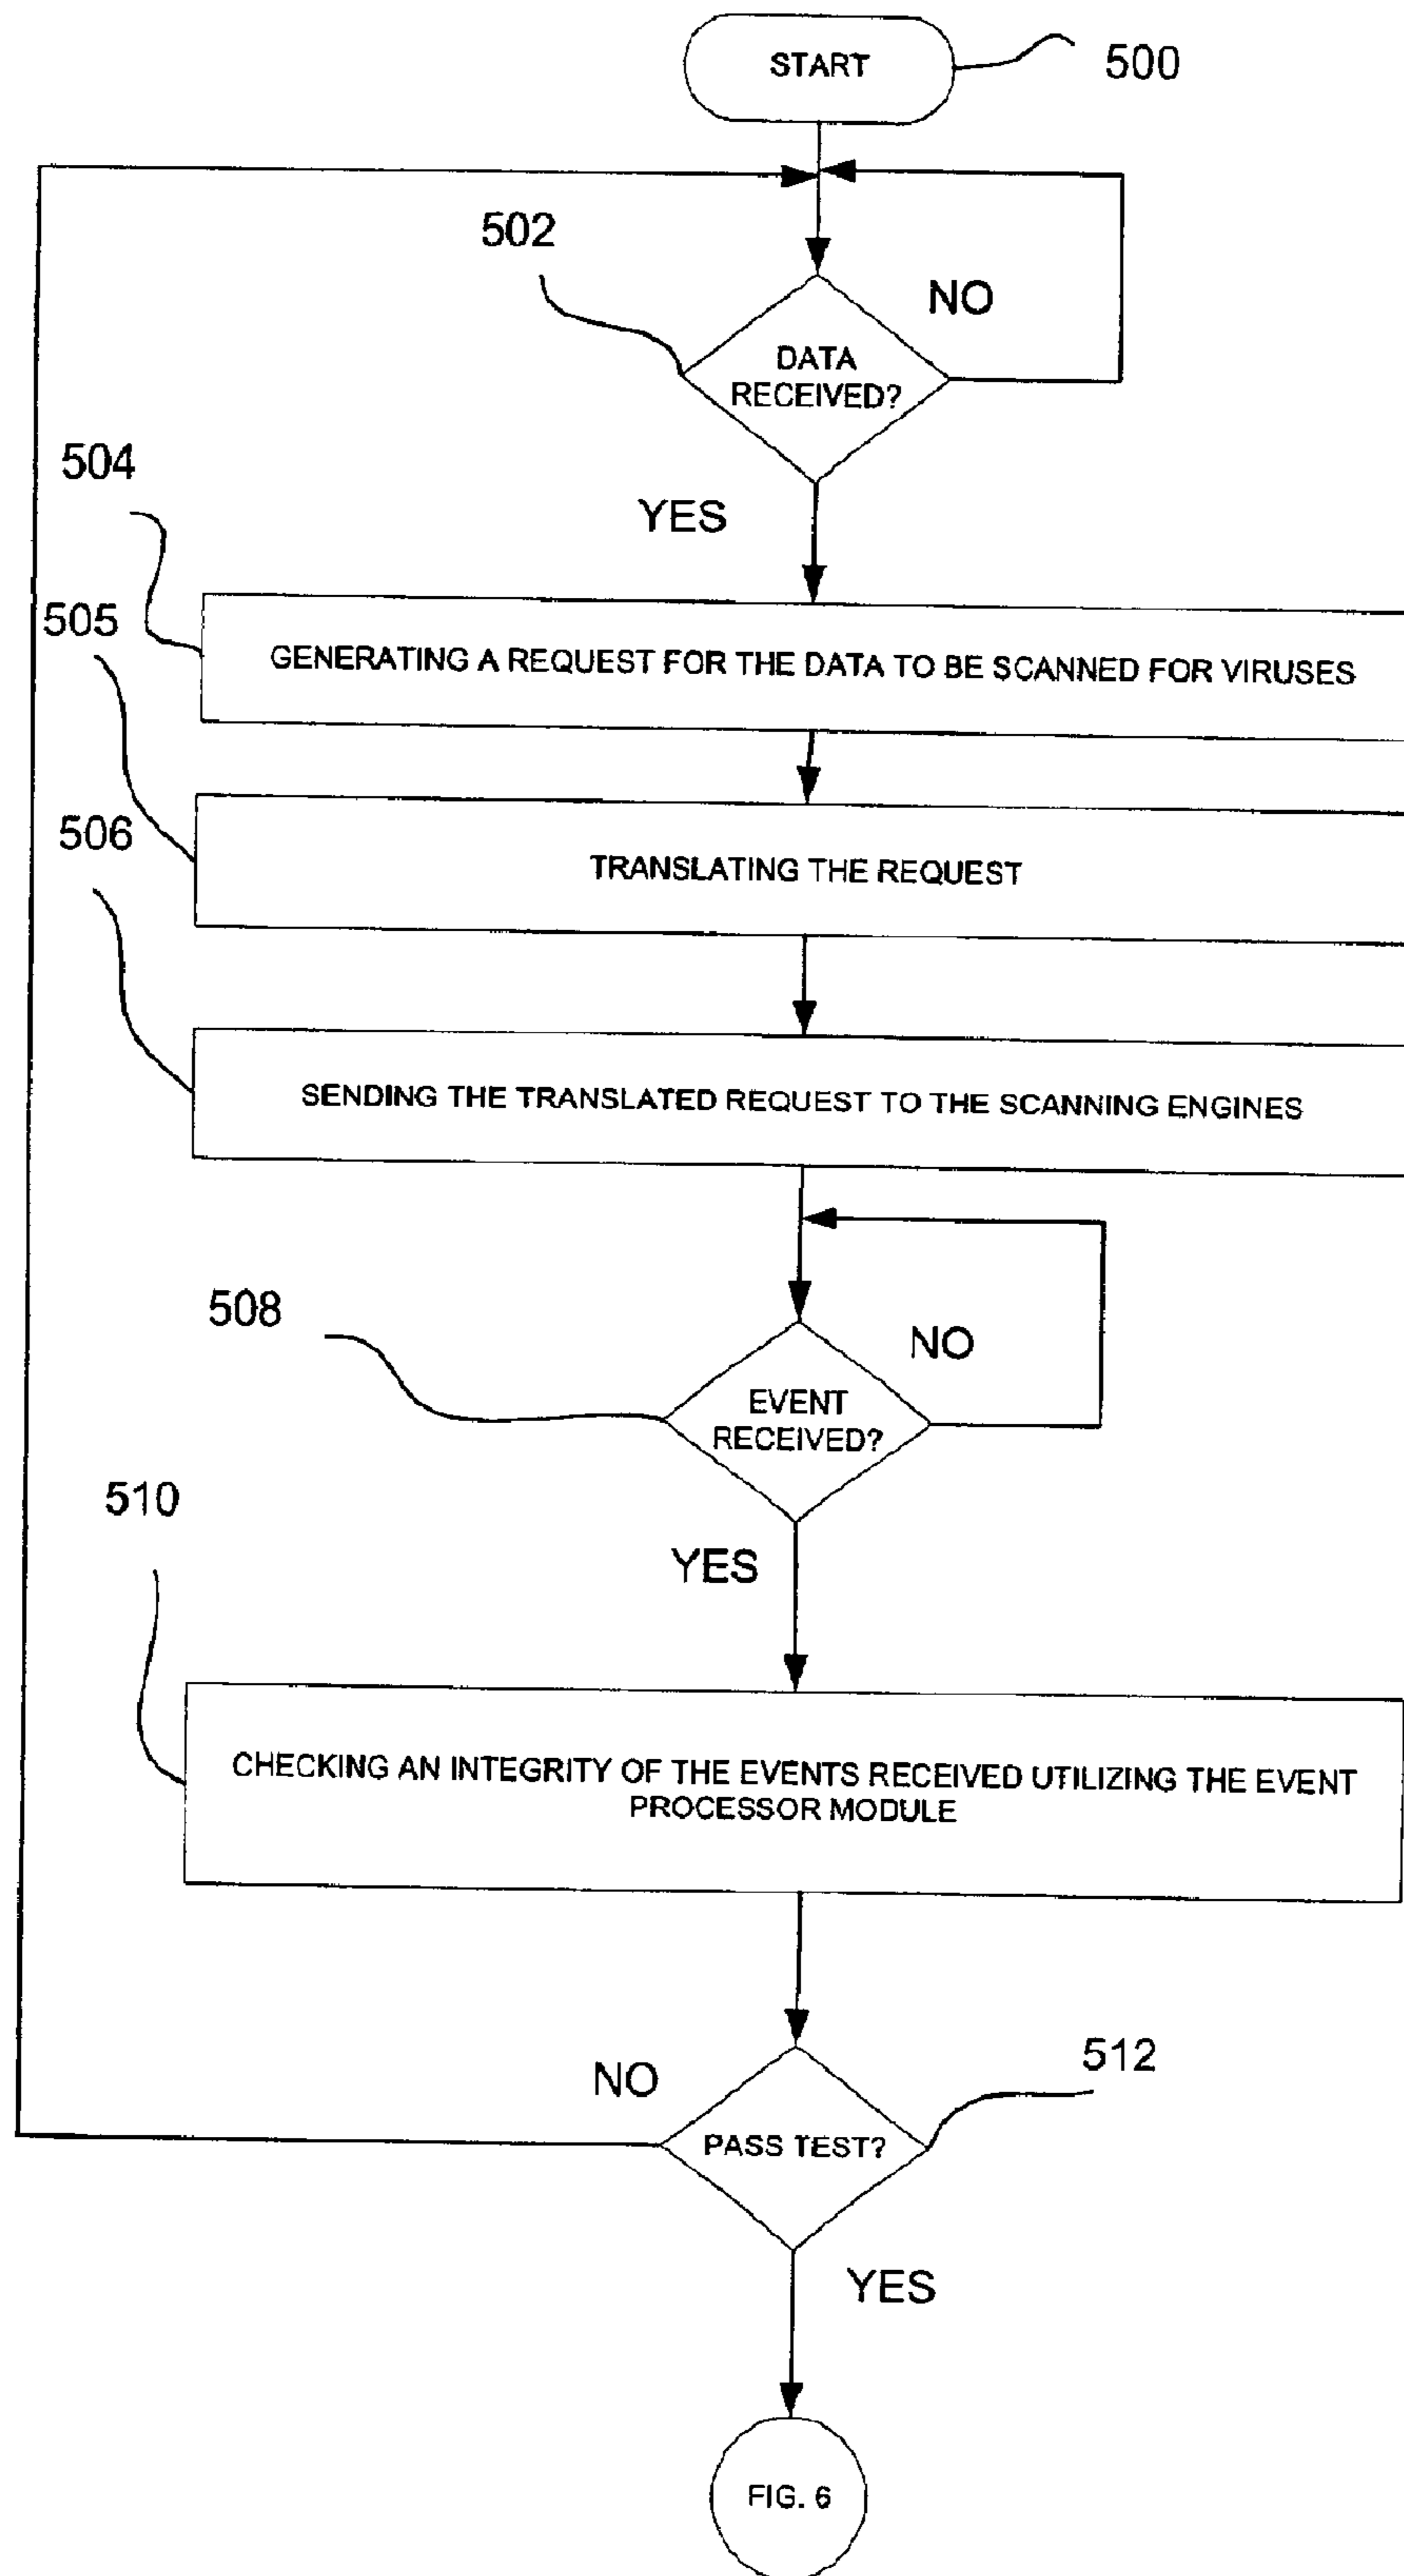 START
500
502
NO
DATA
RECEIVED?
504
YES
505
GENERATING A REQUEST FOR THE DATA TO BE SCANNED FOR VIRUSES
506
TRANSLATING THE REQUEST
SENDING THE TRANSLATED REQUEST TO THE SCANNING ENGINES
508
NO
EVENT
RECEIVED?
510
YES
CHECKING AN INTEGRITY OF THE EVENTS RECEIVED UTILIZING THE EVENT
PROCESSOR MODULE
NO
512
PASS TEST?
YES
FIG. 6